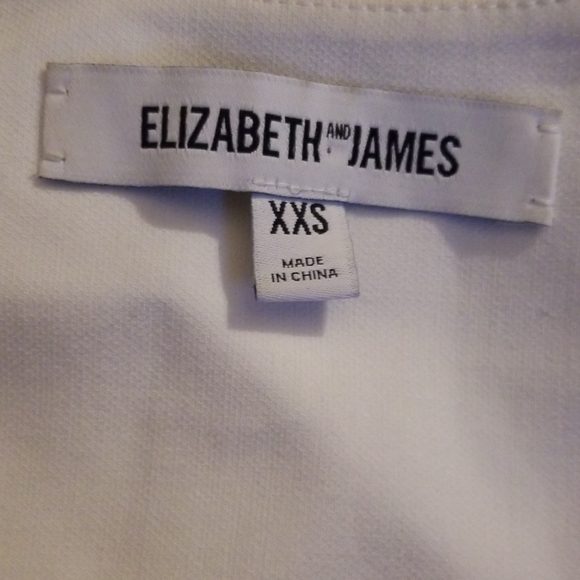 ELIZABETH AND JAMES
XXS
MADE
IN CHINA